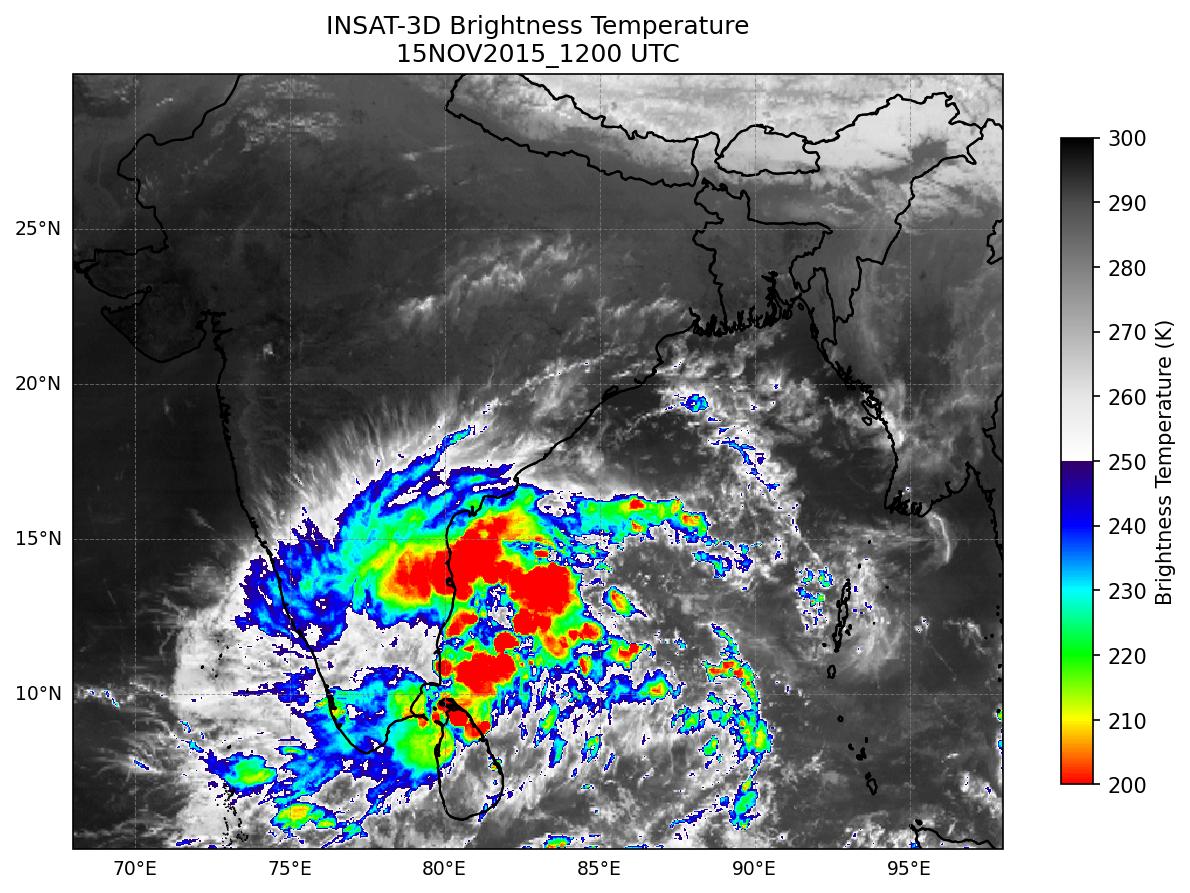 INSAT-3D Brightness Temperature
15NOV2015_1200 UTC
25°N
20°N
15°N
10°N
70°E
75°E
80°E
85°E
90°E
95°E
300
290
280
270
260
250
240
230
220
210
200
Brightness Temperature (K)